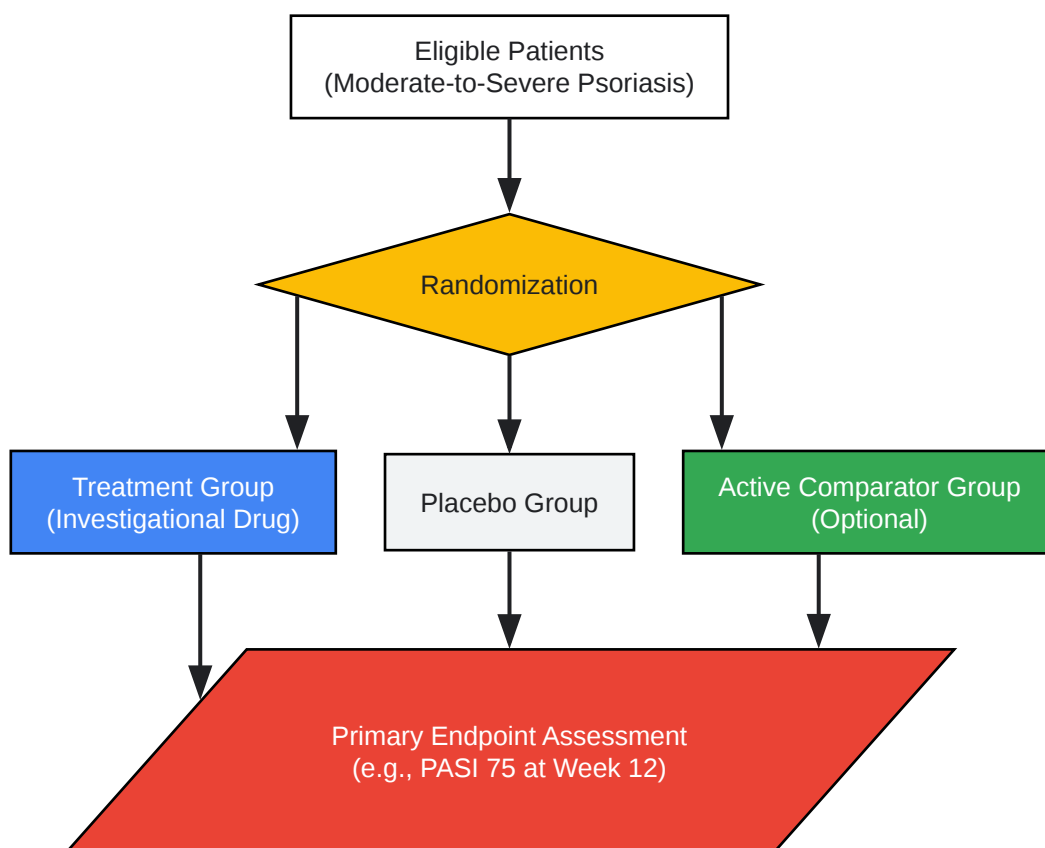 Eligible Patients
(Moderate-to-Severe Psoriasis)
Randomization
Treatment Group
(Investigational Drug)
Placebo Group
Active Comparator Group
(Optional)
Primary Endpoint Assessment
(e.g., PASI 75 at Week 12)